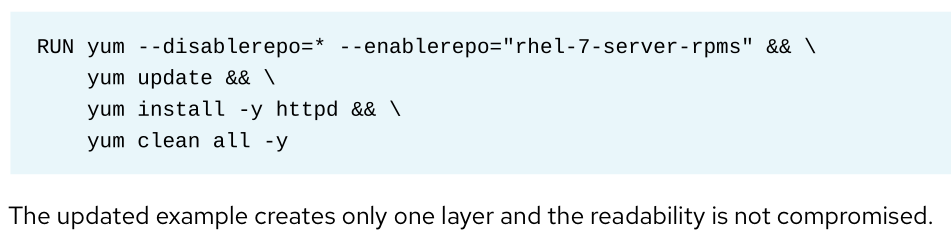 RUN yum --disablerepo=* --enablerepo="rhel-7-server-rpms" && \
    yum update && \
    yum install -y httpd && \
    yum clean all -y
The updated example creates only one layer and the readability is not compromised.